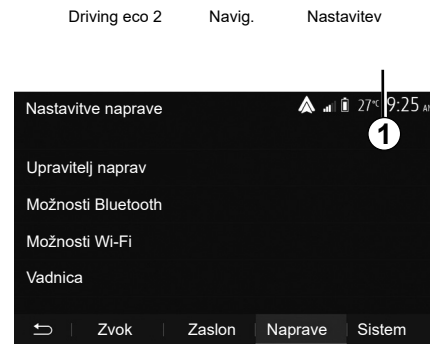 Driving eco 2 Navig. Nastavitev
Nastavitve naprave 27°C 9:25 AM
1
Upravitelj naprav
Možnosti Bluetooth
Možnosti Wi-Fi
Vadnica
Zvok Zaslon Naprave Sistem